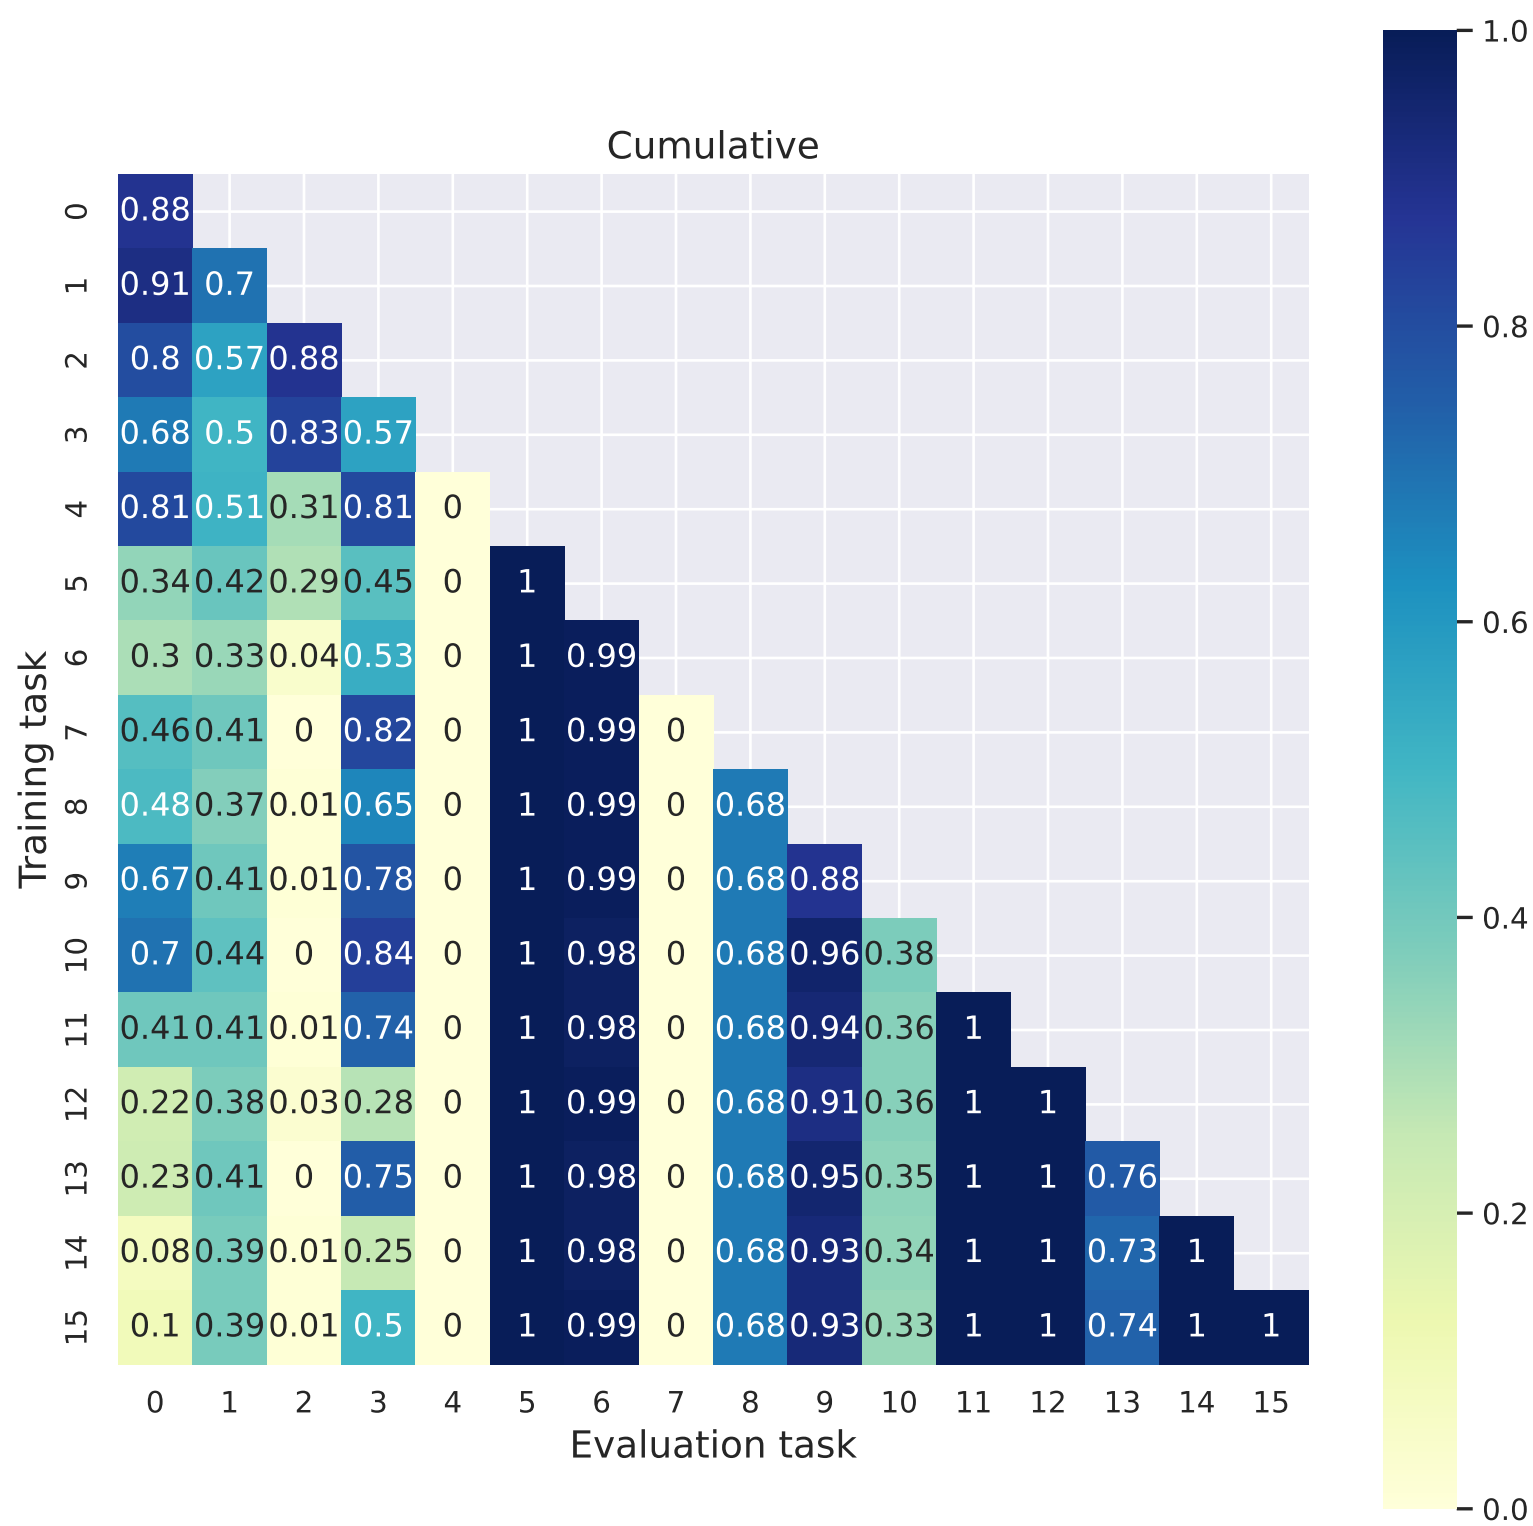 Cumulative
0 0.88
1 0.91 0.7
2 0.8 0.57 0.88
3 0.68 0.5 0.83 0.57
4 0.81 0.51 0.31 0.81 0
5 0.34 0.42 0.29 0.45 0 1
6 0.3 0.33 0.04 0.53 0 1 0.99
7 0.46 0.41 0 0.82 0 1 0.99 0
8 0.48 0.37 0.01 0.65 0 1 0.99 0 0.68
9 0.67 0.41 0.01 0.78 0 1 0.99 0 0.68 0.88
10 0.7 0.44 0 0.84 0 1 0.98 0 0.68 0.96 0.38
11 0.41 0.41 0.01 0.74 0 1 0.98 0 0.68 0.94 0.36 1
12 0.22 0.38 0.03 0.28 0 1 0.99 0 0.68 0.91 0.36 1 1
13 0.23 0.41 0 0.75 0 1 0.98 0 0.68 0.95 0.35 1 1 0.76
14 0.08 0.39 0.01 0.25 0 1 0.98 0 0.68 0.93 0.34 1 1 0.73 1
15 0.1 0.39 0.01 0.5 0 1 0.99 0 0.68 0.93 0.33 1 1 0.74 1 1
0 1 2 3 4 5 6 7 8 9 10 11 12 13 14 15
Evaluation task
Training task
1.0
0.8
0.6
0.4
0.2
0.0